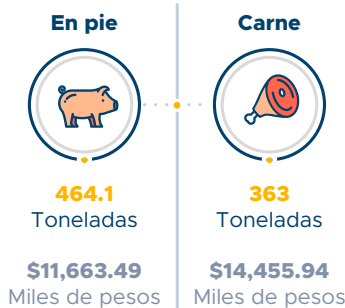 En pie
464.1
Toneladas
$11,663.49
Miles de pesos
Carne
363
Toneladas
$14,455.94
Miles de pesos